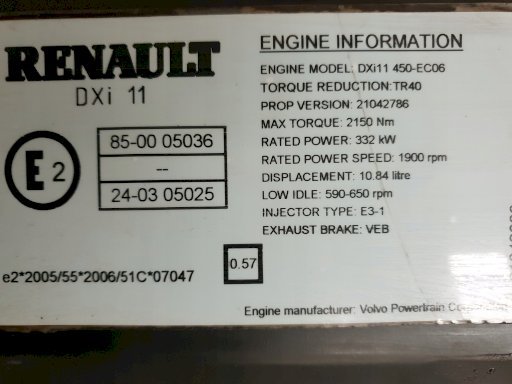 RENAULT
DXi 11
E2
85-00 05036
--
24-03 05025
e2*2005/55*2006/51C*07047
0.57
ENGINE INFORMATION
ENGINE MODEL: DXi11 450-EC06
TORQUE REDUCTION: TR40
PROP VERSION: 21042786
MAX TORQUE: 2150 Nm
RATED POWER: 332 kW
RATED POWER SPEED: 1900 rpm
DISPLACEMENT: 10.84 litre
LOW IDLE: 590-650 rpm
INJECTOR TYPE: E3-1
EXHAUST BRAKE: VEB
Engine manufacturer: Volvo Powertrain